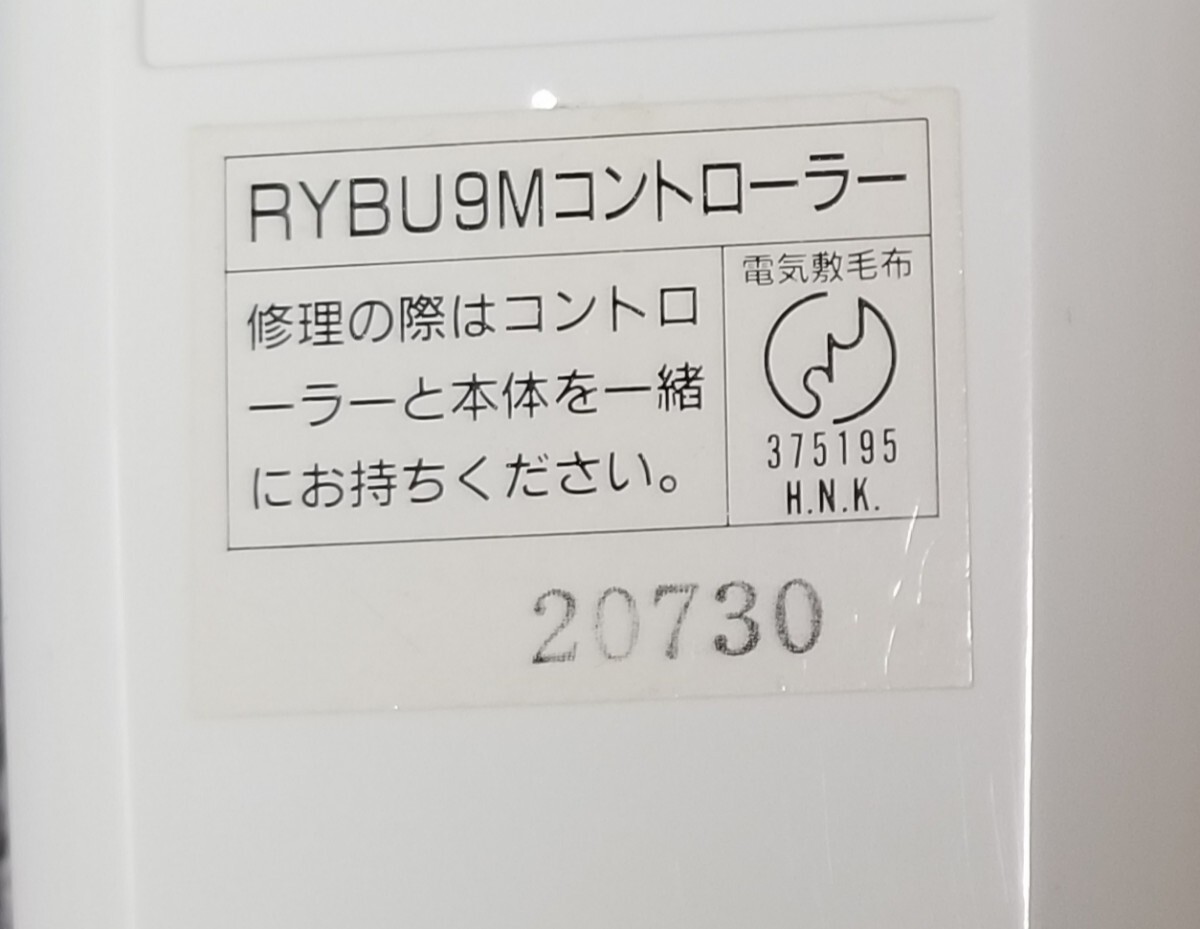 RYBU9Mコントローラー
修理の際はコントロ
ーラーと本体を一緒
にお持ちください。
電気敷毛布
375195
H.N.K.
20730